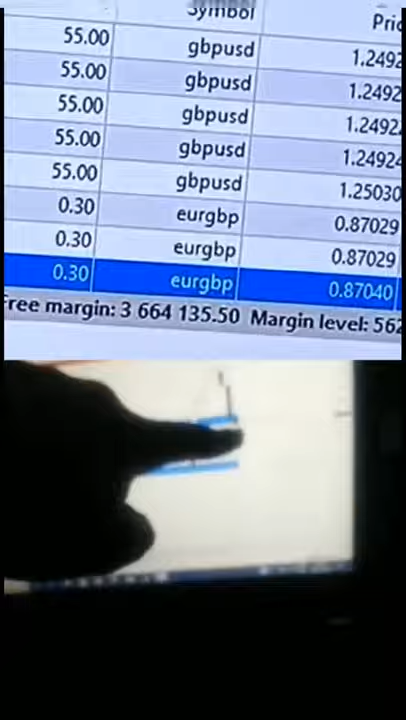 Symbol Pric
55.00 gbpusd 1.2492
55.00 gbpusd 1.2492
55.00 gbpusd 1.2492
55.00 gbpusd 1.24924
55.00 gbpusd 1.25030
0.30 eurgbp 0.87029
0.30 eurgbp 0.87029
0.30 eurgbp 0.87040
Free margin: 3 664 135.50 Margin level: 562